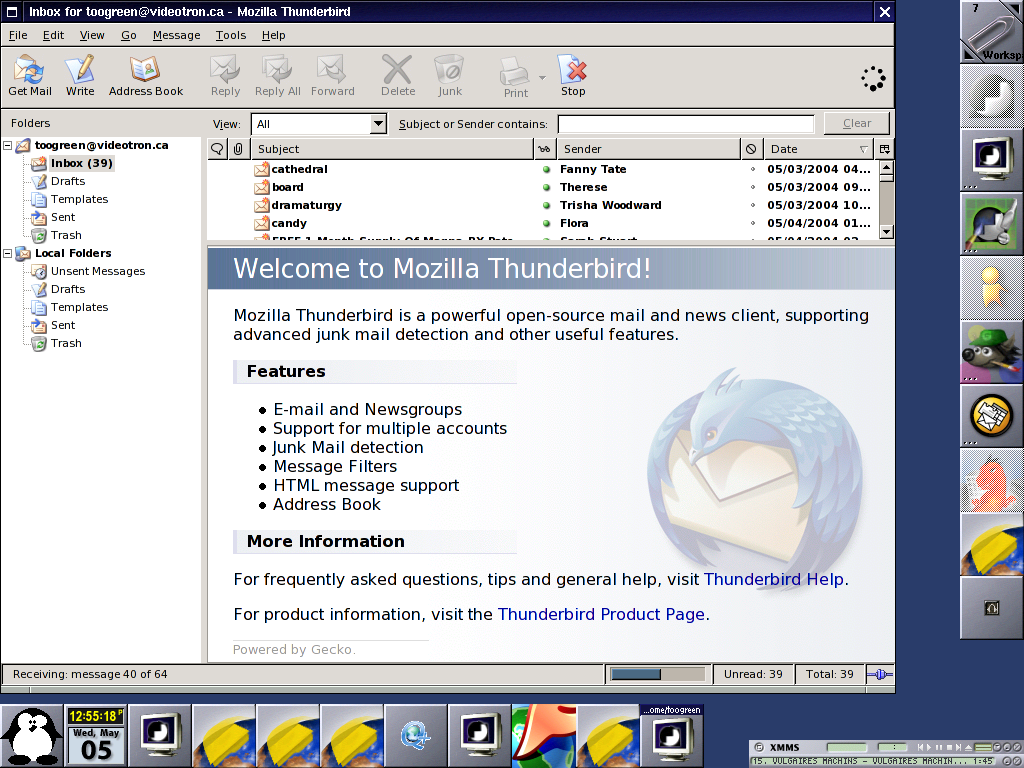 Inbox for toogreen@videotron.ca - Mozilla Thunderbird
File Edit View Go Message Tools Help
Get Mail Write Address Book Reply Reply All Forward Delete Junk Print Stop
Folders
View: All Subject or Sender contains: Clear
Subject Sender Date
cathedral Fanny Tate 05/03/2004 04...
board Therese 05/03/2004 09...
dramaturgy Trisha Woodward 05/03/2004 10...
candy Flora 05/04/2004 01...
toogreen@videotron.ca
Inbox (39)
Drafts
Templates
Sent
Trash
Local Folders
Unsent Messages
Drafts
Templates
Sent
Trash
Welcome to Mozilla Thunderbird!
Mozilla Thunderbird is a powerful open-source mail and news client, supporting
advanced junk mail detection and other useful features.
Features
E-mail and Newsgroups
Support for multiple accounts
Junk Mail detection
Message Filters
HTML message support
Address Book
More Information
For frequently asked questions, tips and general help, visit Thunderbird Help.
For product information, visit the Thunderbird Product Page.
Powered by Gecko.
Receiving: message 40 of 64 Unread: 39 Total: 39
7
Worksp
12:55:18 P
Wed, May
05
...ome/toogreen
XMMS
15. VULGAIRES MACHINS - VULGAIRES MACHIN... 1:45